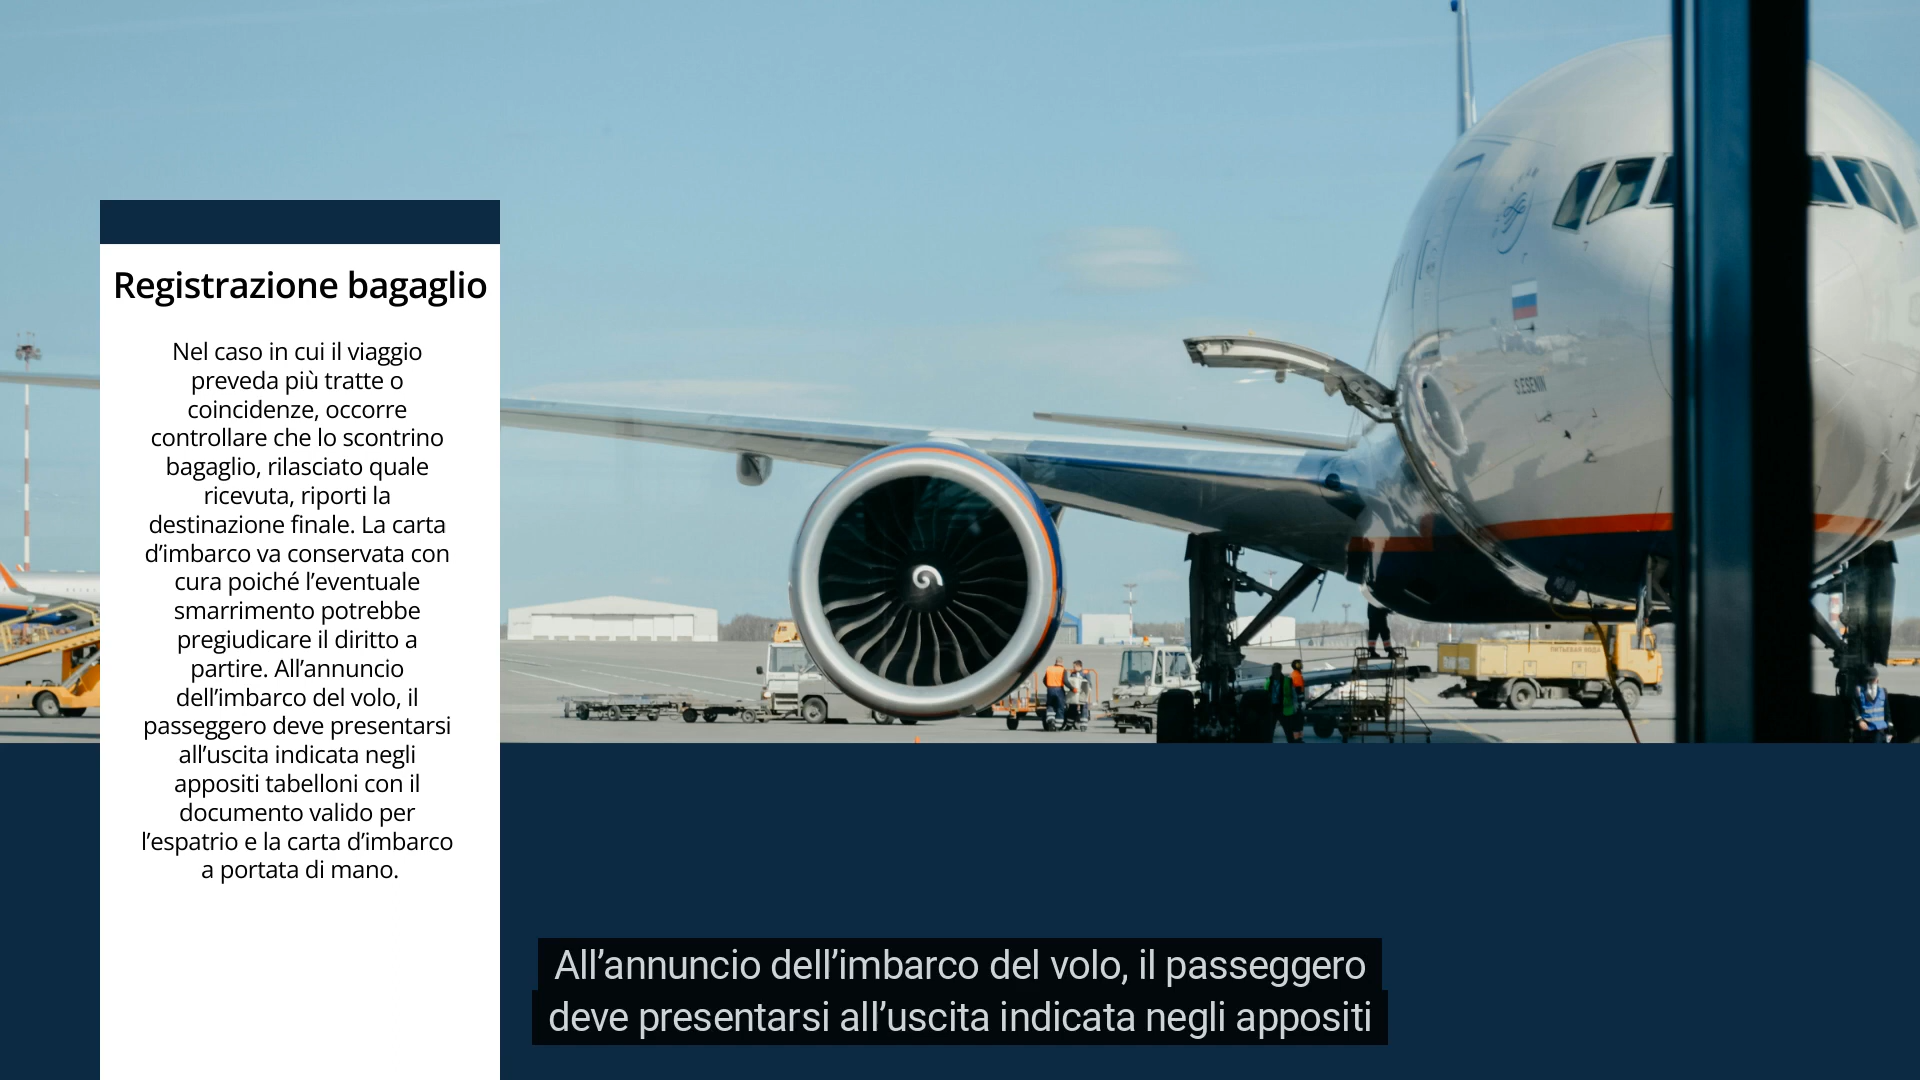 Registrazione bagaglio
Nel caso in cui il viaggio
preveda più tratte o
coincidenze, occorre
controllare che lo scontrino
bagaglio, rilasciato quale
ricevuta, riporti la
destinazione finale. La carta
d’imbarco va conservata con
cura poiché l’eventuale
smarrimento potrebbe
pregiudicare il diritto a
partire. All’annuncio
dell’imbarco del volo, il
passeggero deve presentarsi
all’uscita indicata negli
appositi tabelloni con il
documento valido per
l’espatrio e la carta d’imbarco
a portata di mano.
S.ESENIN
ПИТЬЕВАЯ ВОДА
All’annuncio dell’imbarco del volo, il passeggero
deve presentarsi all’uscita indicata negli appositi